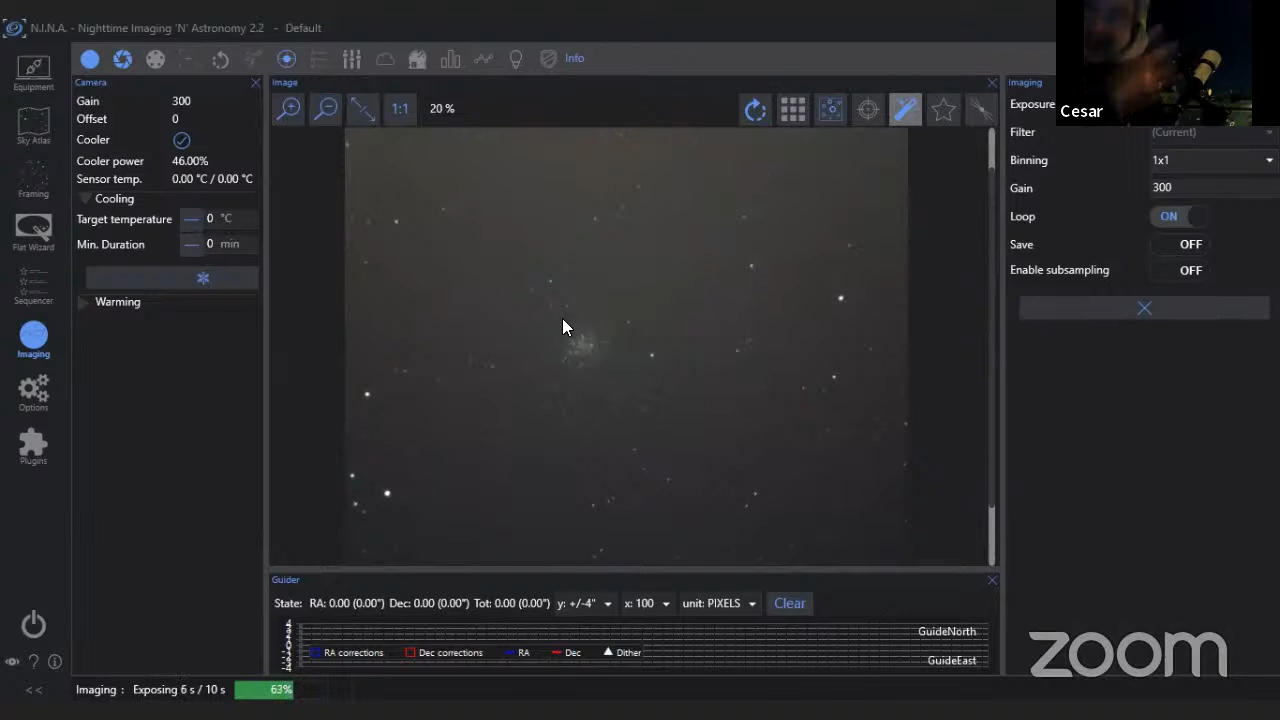 N.I.N.A. - Nighttime Imaging 'N' Astronomy 2.2 - Default
Info
Equipment
Sky Atlas
Framing
Flat Wizard
Sequencer
Imaging
Options
Plugins
Camera
Gain 300
Offset 0
Cooler
Cooler power 46.00%
Sensor temp. 0.00 °C / 0.00 °C
Cooling
Target temperature 0 °C
Min. Duration 0 min
Warming
Image
1:1 20 %
Imaging
Exposure
Cesar
Filter (Current)
Binning 1x1
Gain 300
Loop ON
Save OFF
Enable subsampling OFF
Guider
State: RA: 0.00 (0.00") Dec: 0.00 (0.00") Tot: 0.00 (0.00") y: +/-4" x: 100 unit: PIXELS Clear
GuideNorth
RA corrections Dec corrections RA Dec Dither
GuideEast
zoom
<<
Imaging : Exposing 6 s / 10 s 63%